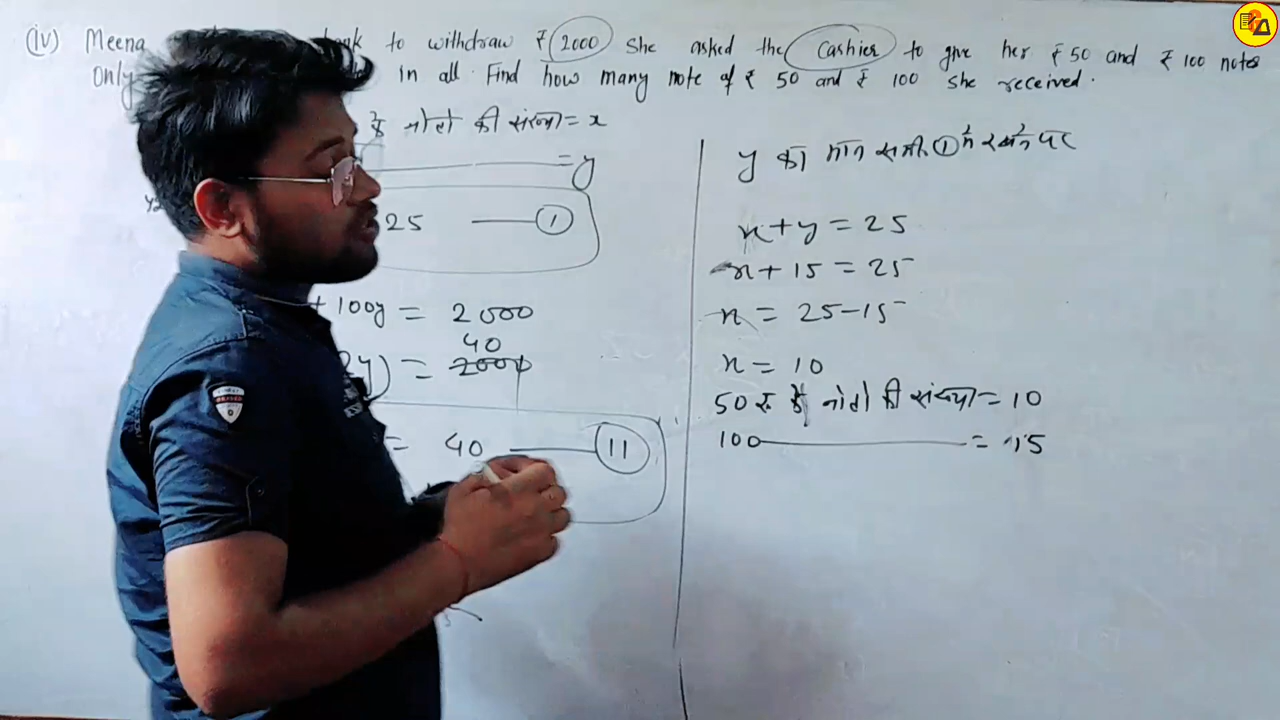 (iv) Meena to withdraw ₹ 2000 She asked the Cashier to give her ₹ 50 and ₹ 100 notes
Only in all. Find how many note of ₹ 50 and ₹ 100 she received.
के नोटो की संख्या = x
= y
25 ——— 1
+ 100y = 2000
40
2y) = 2000
= 40 ——— 11
y का मान समी. 1 में रखने पर
x + y = 25
x + 15 = 25
x = 25 - 15
x = 10
50 रु के नोटो की संख्या = 10
100 ——— = 15